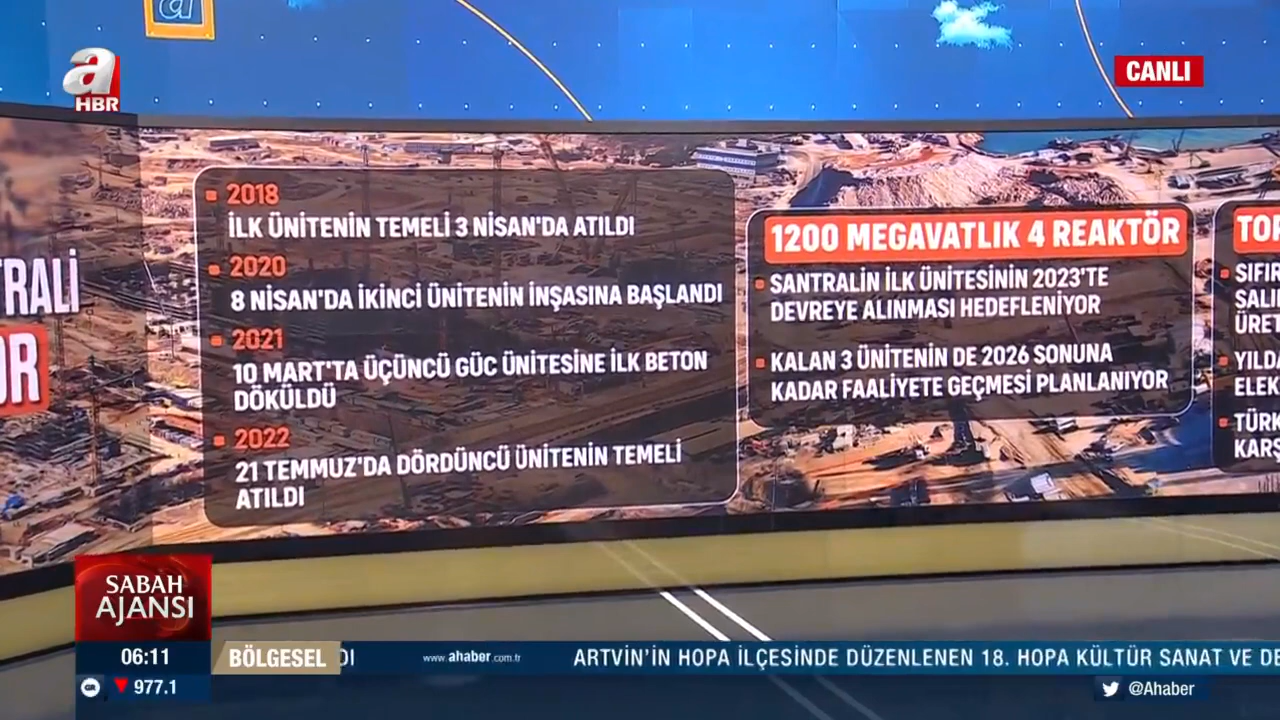 a
HBR
CANLI
2018
İLK ÜNİTENİN TEMELİ 3 NİSAN'DA ATILDI
2020
8 NİSAN'DA İKİNCİ ÜNİTENİN İNŞASINA BAŞLANDI
2021
10 MART'TA ÜÇÜNCÜ GÜC ÜNİTESİNE İLK BETON
DÖKÜLDÜ
2022
21 TEMMUZ'DA DÖRDÜNCÜ ÜNİTENİN TEMELİ
ATILDI
1200 MEGAVATLIK 4 REAKTÖR
SANTRALİN İLK ÜNİTESİNİN 2023'TE
DEVREYE ALINMASI HEDEFLENİYOR
KALAN 3 ÜNİTENİN DE 2026 SONUNA
KADAR FAALİYETE GEÇMESİ PLANLANIYOR
SABAH
AJANSI
06:11
BÖLGESEL
www.ahaber.com.tr
ARTVİN'İN HOPA İLÇESİNDE DÜZENLENEN 18. HOPA KÜLTÜR SANAT VE DE
GR
977.1
@Ahaber